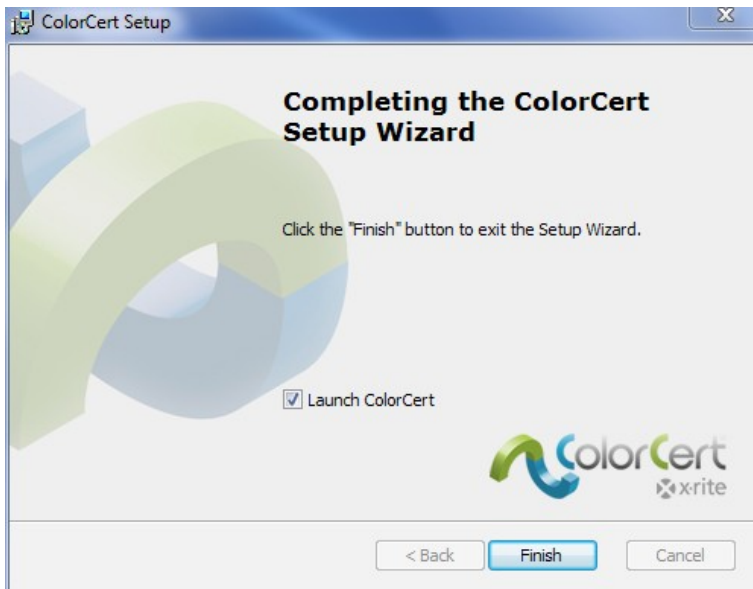 ColorCert Setup
Completing the ColorCert
Setup Wizard
Click the "Finish" button to exit the Setup Wizard.
Launch ColorCert
ColorCert
x·rite
< Back Finish Cancel